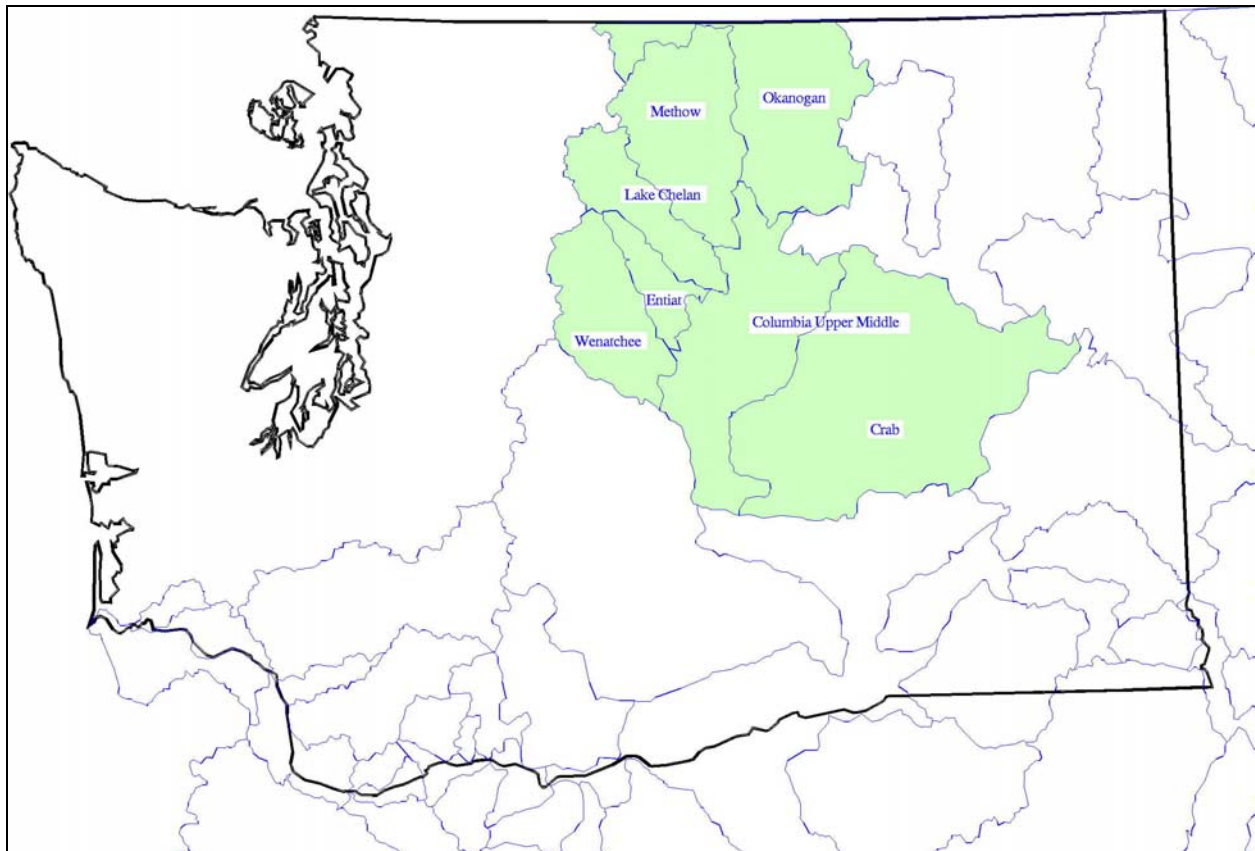 Okanogan
Methow
Lake Chelan
Entiat
Columbia Upper Middle
Wenatchee
Crab